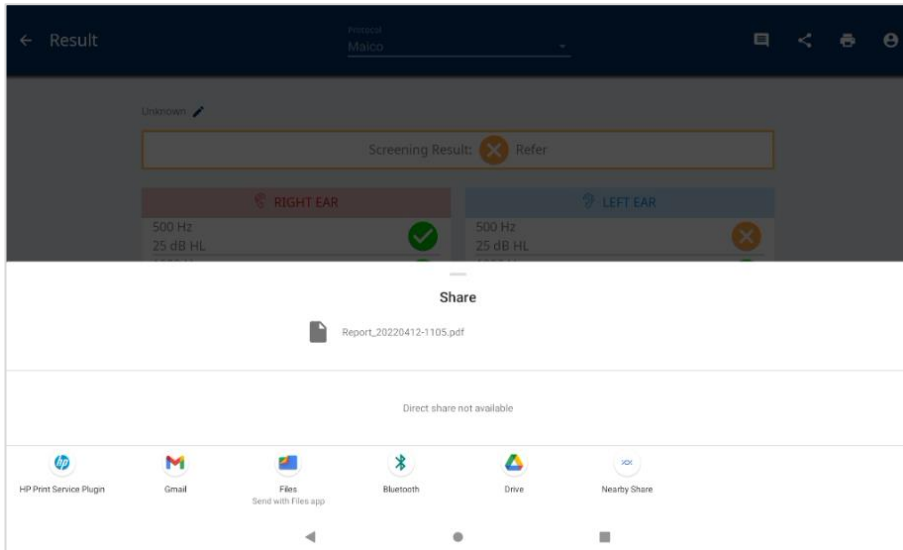 Result
Protocol
Maico
Unknown
Screening Result: Refer
RIGHT EAR
LEFT EAR
500 Hz
25 dB HL
500 Hz
25 dB HL
Share
Report_20220412-1105.pdf
Direct share not available
hp
HP Print Service Plugin
Gmail
Files
Send with Files app
Bluetooth
Drive
Nearby Share